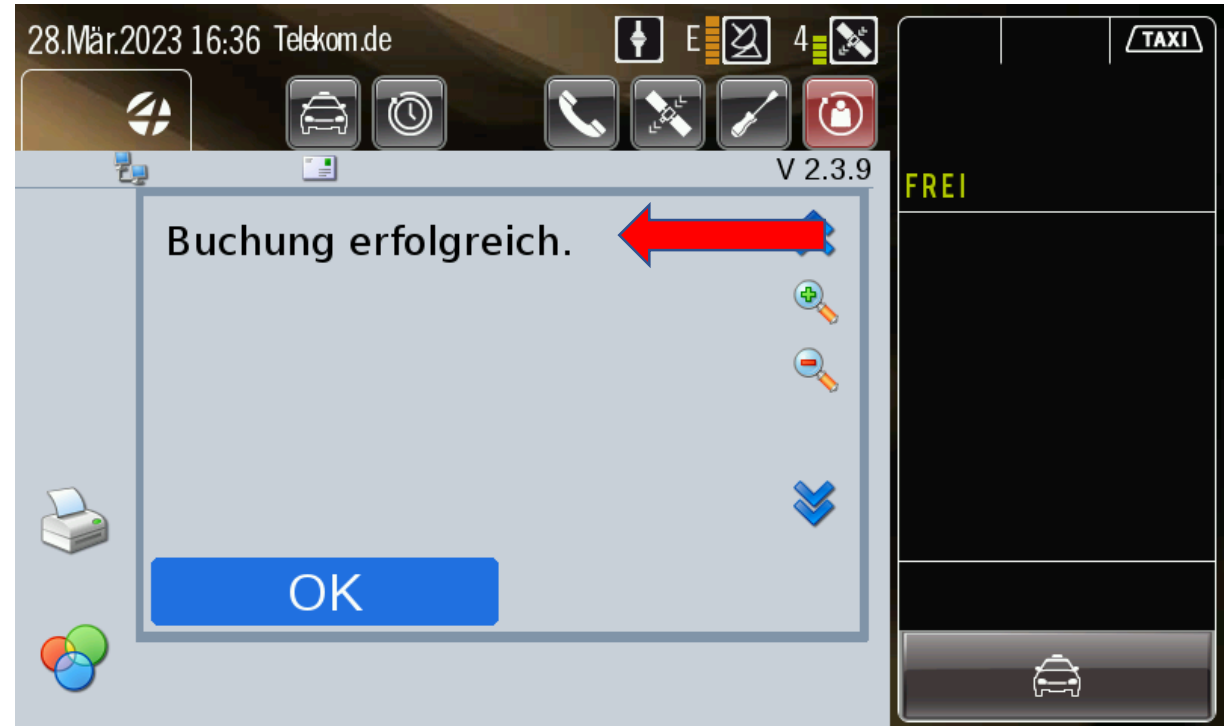 28.Mär.2023 16:36 Telekom.de E 4 TAXI
V 2.3.9
FREI
Buchung erfolgreich.
OK